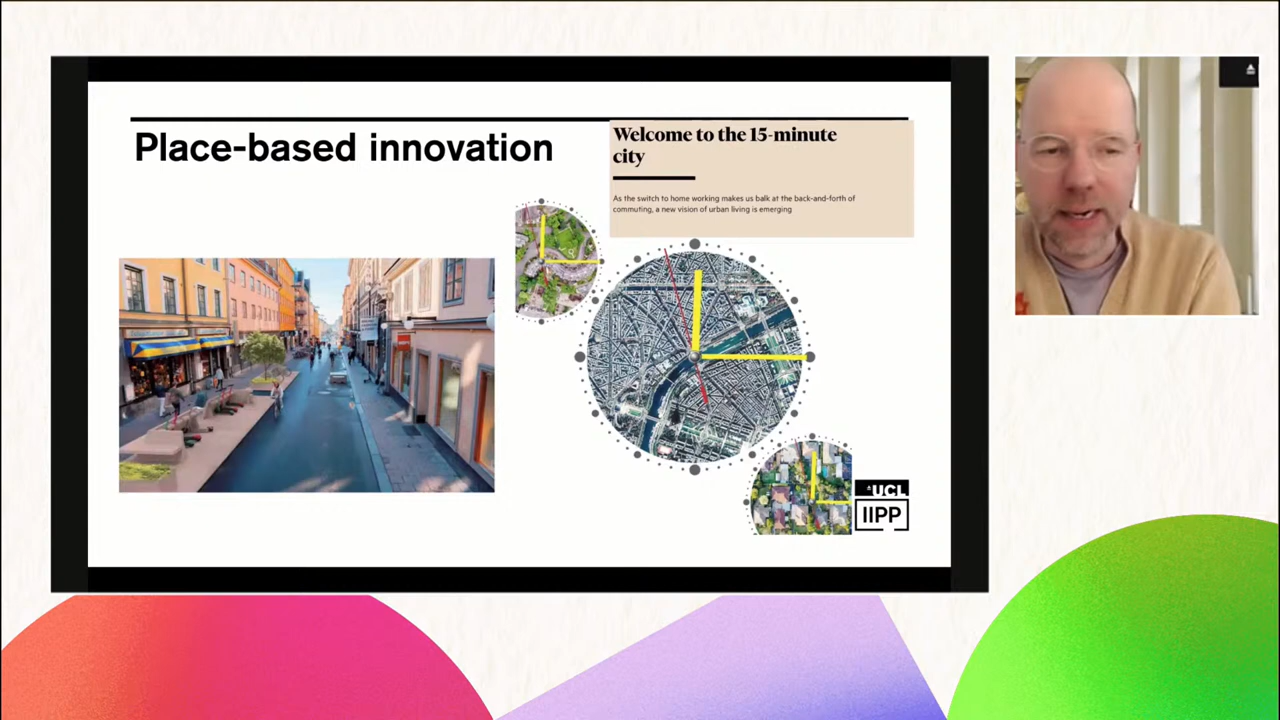 Place-based innovation
Welcome to the 15-minute
city
As the switch to home working makes us balk at the back-and-forth of
commuting, a new vision of urban living is emerging
UCL
IIPP